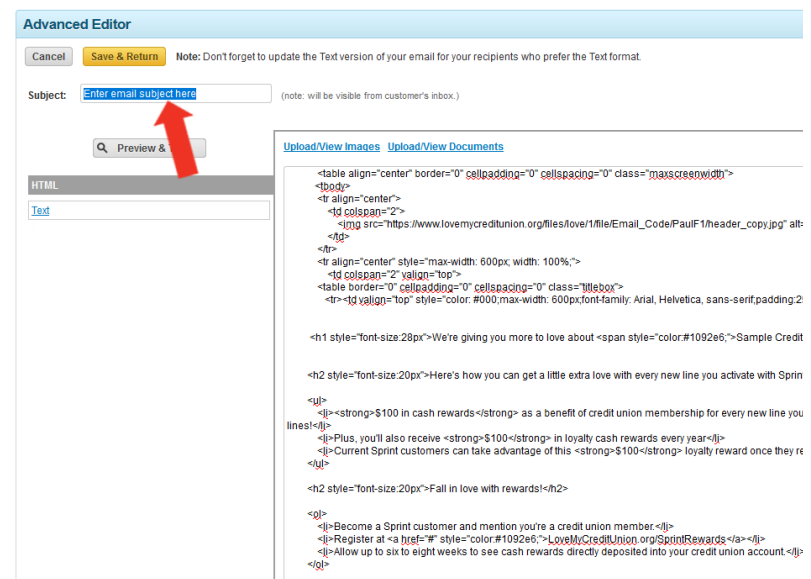 Advanced Editor
Cancel Save & Return Note: Don't forget to update the Text version of your email for your recipients who prefer the Text format.
Subject: Enter email subject here (note: will be visible from customer's inbox.)
Preview &
Upload/View Images Upload/View Documents
HTML
Text
<table align="center" border="0" cellpadding="0" cellspacing="0" class="maxscreenwidth">
<tbody>
<tr align="center">
<td colspan="2">
<img src="https://www.lovemycreditunion.org/files/love/1/file/Email_Code/PaulF1/header_copy.jpg" alt=
</td>
</tr>
<tr align="center" style="max-width: 600px; width: 100%;">
<td colspan="2" valign="top">
<table border="0" cellpadding="0" cellspacing="0" class="titlebox">
<tr><td valign="top" style="color: #000;max-width: 600px;font-family: Arial, Helvetica, sans-serif;padding:2
<h1 style="font-size:28px">We're giving you more to love about <span style="color:#1092e6;">Sample Credit
<h2 style="font-size:20px">Here's how you can get a little extra love with every new line you activate with Sprin
<ul>
<li><strong>$100 in cash rewards</strong> as a benefit of credit union membership for every new line you
lines!</li>
<li>Plus, you'll also receive <strong>$100</strong> in loyalty cash rewards every year</li>
<li>Current Sprint customers can take advantage of this <strong>$100</strong> loyalty reward once they re
</ul>
<h2 style="font-size:20px">Fall in love with rewards!</h2>
<ol>
<li>Become a Sprint customer and mention you're a credit union member.</li>
<li>Register at <a href="#" style="color:#1092e6;">LoveMyCreditUnion.org/SprintRewards</a></li>
<li>Allow up to six to eight weeks to see cash rewards directly deposited into your credit union account.</li>
</ol>